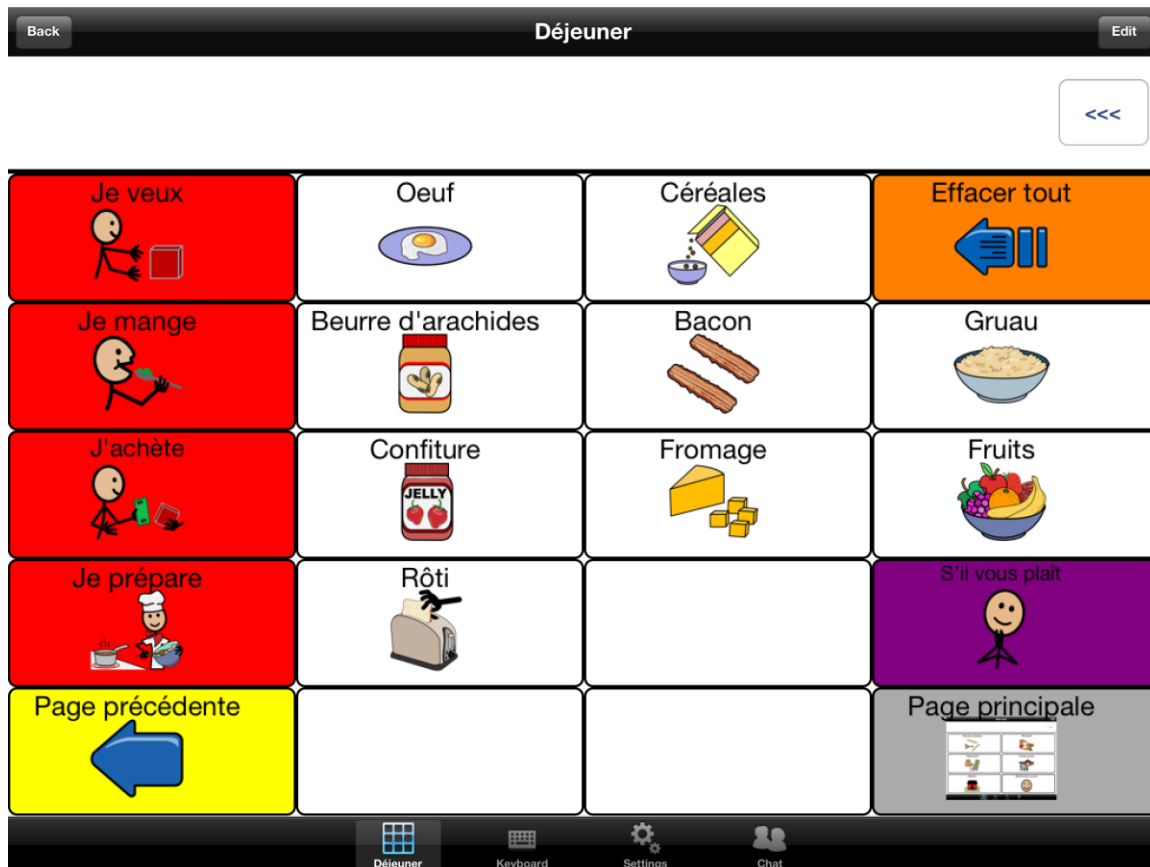 Back
Déjeuner
Edit
<<<
Je veux
Oeuf
Céréales
Effacer tout
Je mange
Beurre d'arachides
Bacon
Gruau
J'achète
Confiture
JELLY
Fromage
Fruits
Je prépare
Rôti
S'il vous plaît
Page précédente
Page principale
Déjeuner
Keyboard
Settings
Chat